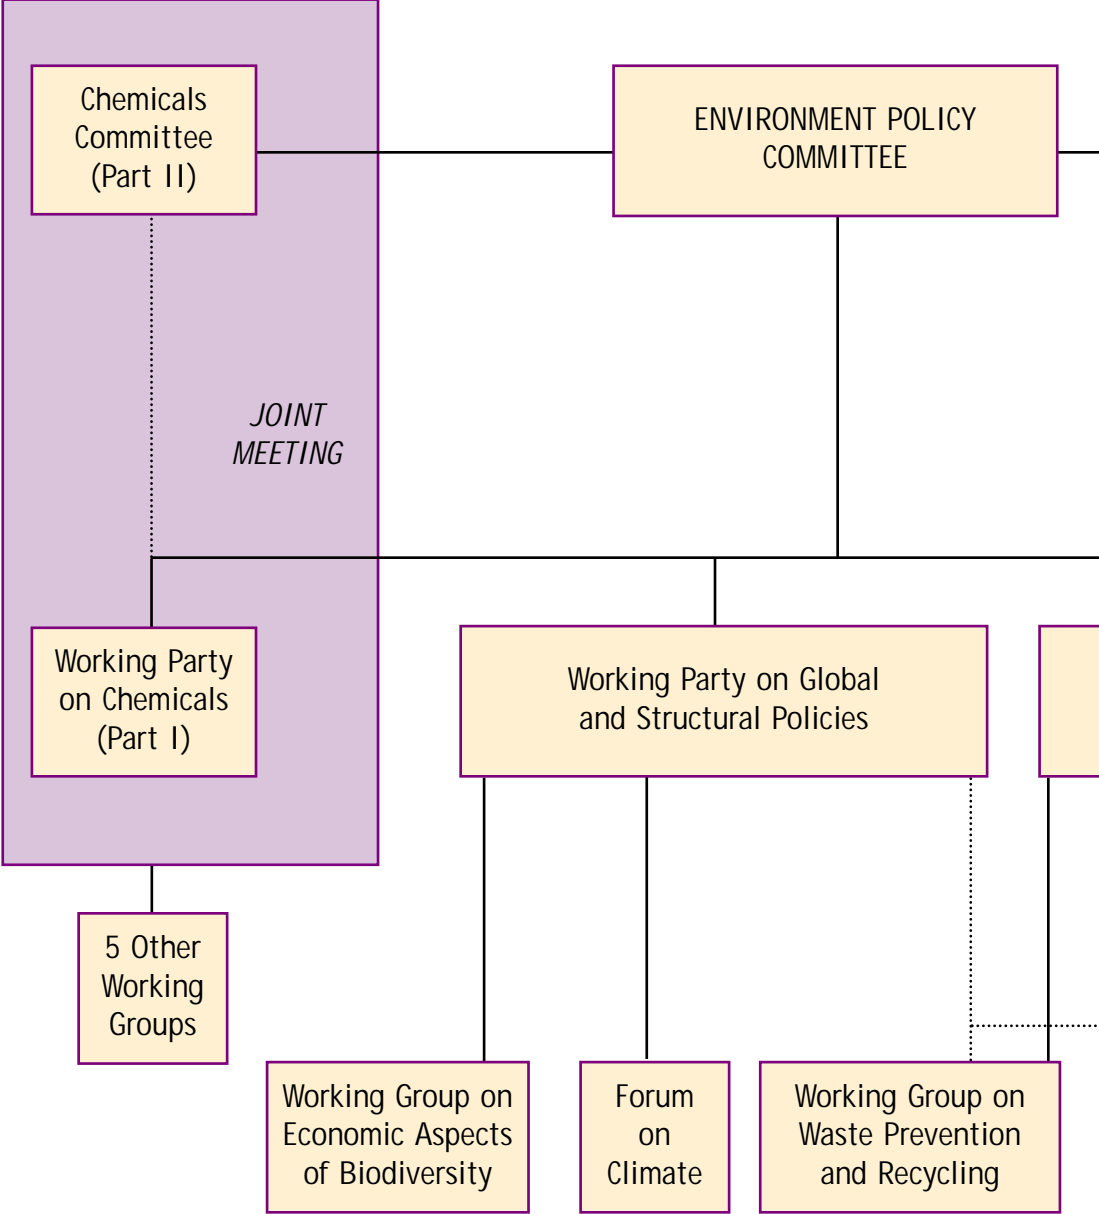 Chemicals
Committee
(Part II)
ENVIRONMENT POLICY
COMMITTEE
JOINT
MEETING
Working Party
on Chemicals
(Part I)
Working Party on Global
and Structural Policies
5 Other
Working
Groups
Working Group on
Economic Aspects
of Biodiversity
Forum
on
Climate
Working Group on
Waste Prevention
and Recycling